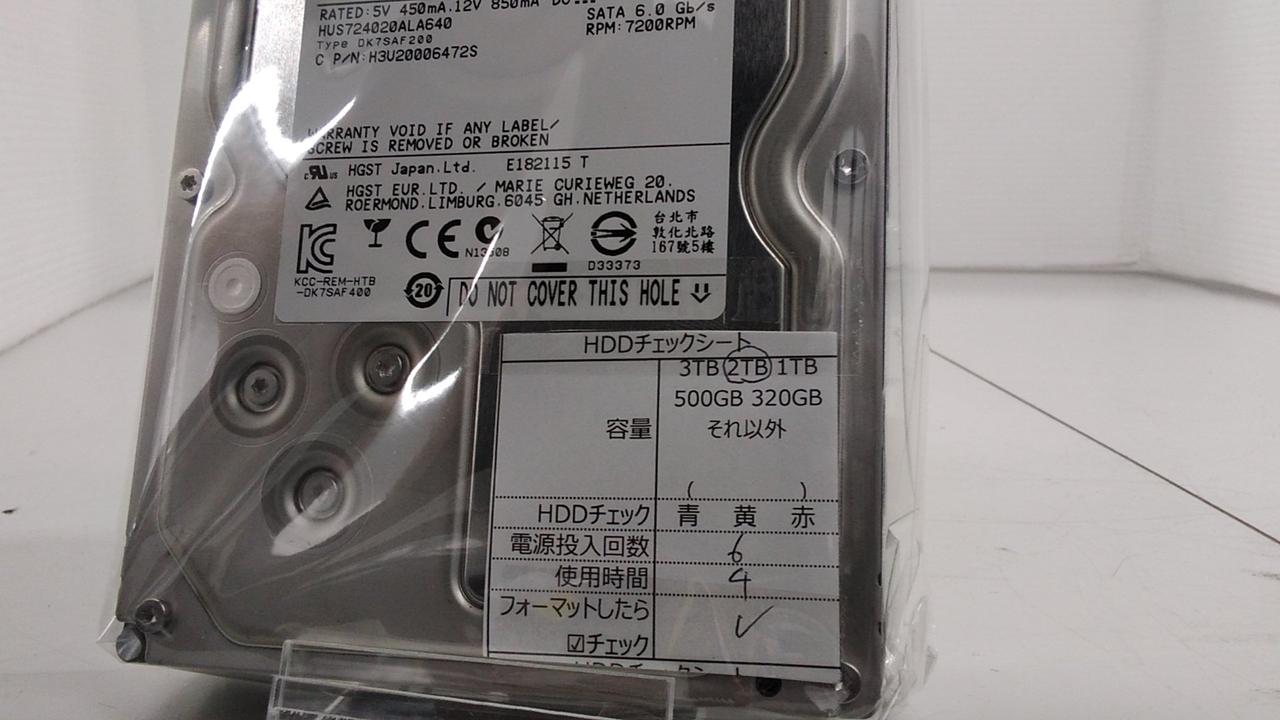 RATED:5V 450mA.12V 850mA
SATA 6.0 Gb/s
HUS724020ALA640
RPM:7200RPM
Type DK7SAF200
C P/N:H3U20006472S
WARRANTY VOID IF ANY LABEL/
SCREW IS REMOVED OR BROKEN
c RU us HGST Japan.Ltd. E182115 T
HGST EUR.LTD. / MARIE CURIEWEG 20.
ROERMOND.LIMBURG.6045 GH.NETHERLANDS
台北市
敦化北路
167號5樓
CE
N13508
D33373
KCC-REM-HTB
-DK7SAF400
20
DO NOT COVER THIS HOLE
HDDチェックシート
容量 3TB 2TB 1TB
500GB 320GB
それ以外
( )
HDDチェック 青 黄 赤
電源投入回数 6
使用時間 4
フォーマットしたら
☑チェック ✓